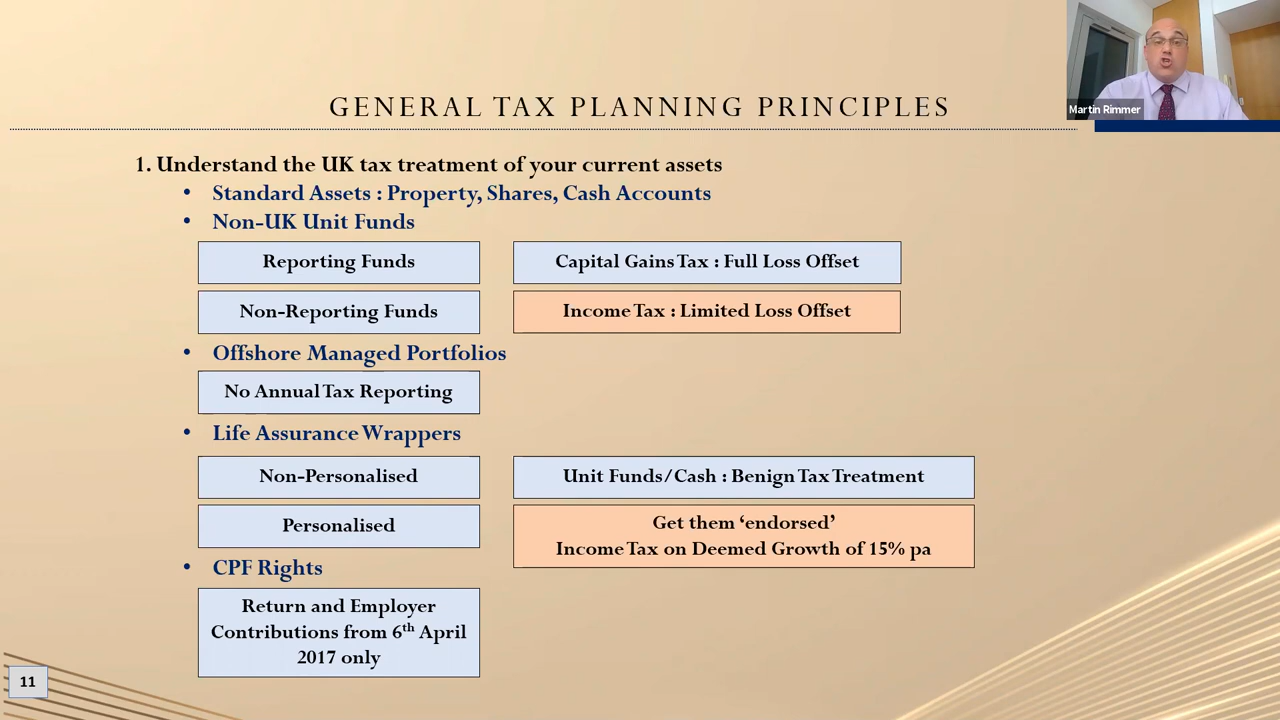 Martin Rimmer
GENERAL TAX PLANNING PRINCIPLES
1. Understand the UK tax treatment of your current assets
• Standard Assets : Property, Shares, Cash Accounts
• Non-UK Unit Funds
Reporting Funds
Capital Gains Tax : Full Loss Offset
Non-Reporting Funds
Income Tax : Limited Loss Offset
• Offshore Managed Portfolios
No Annual Tax Reporting
• Life Assurance Wrappers
Non-Personalised
Unit Funds/Cash : Benign Tax Treatment
Personalised
Get them ‘endorsed’
Income Tax on Deemed Growth of 15% pa
• CPF Rights
Return and Employer
Contributions from 6th April
2017 only
11